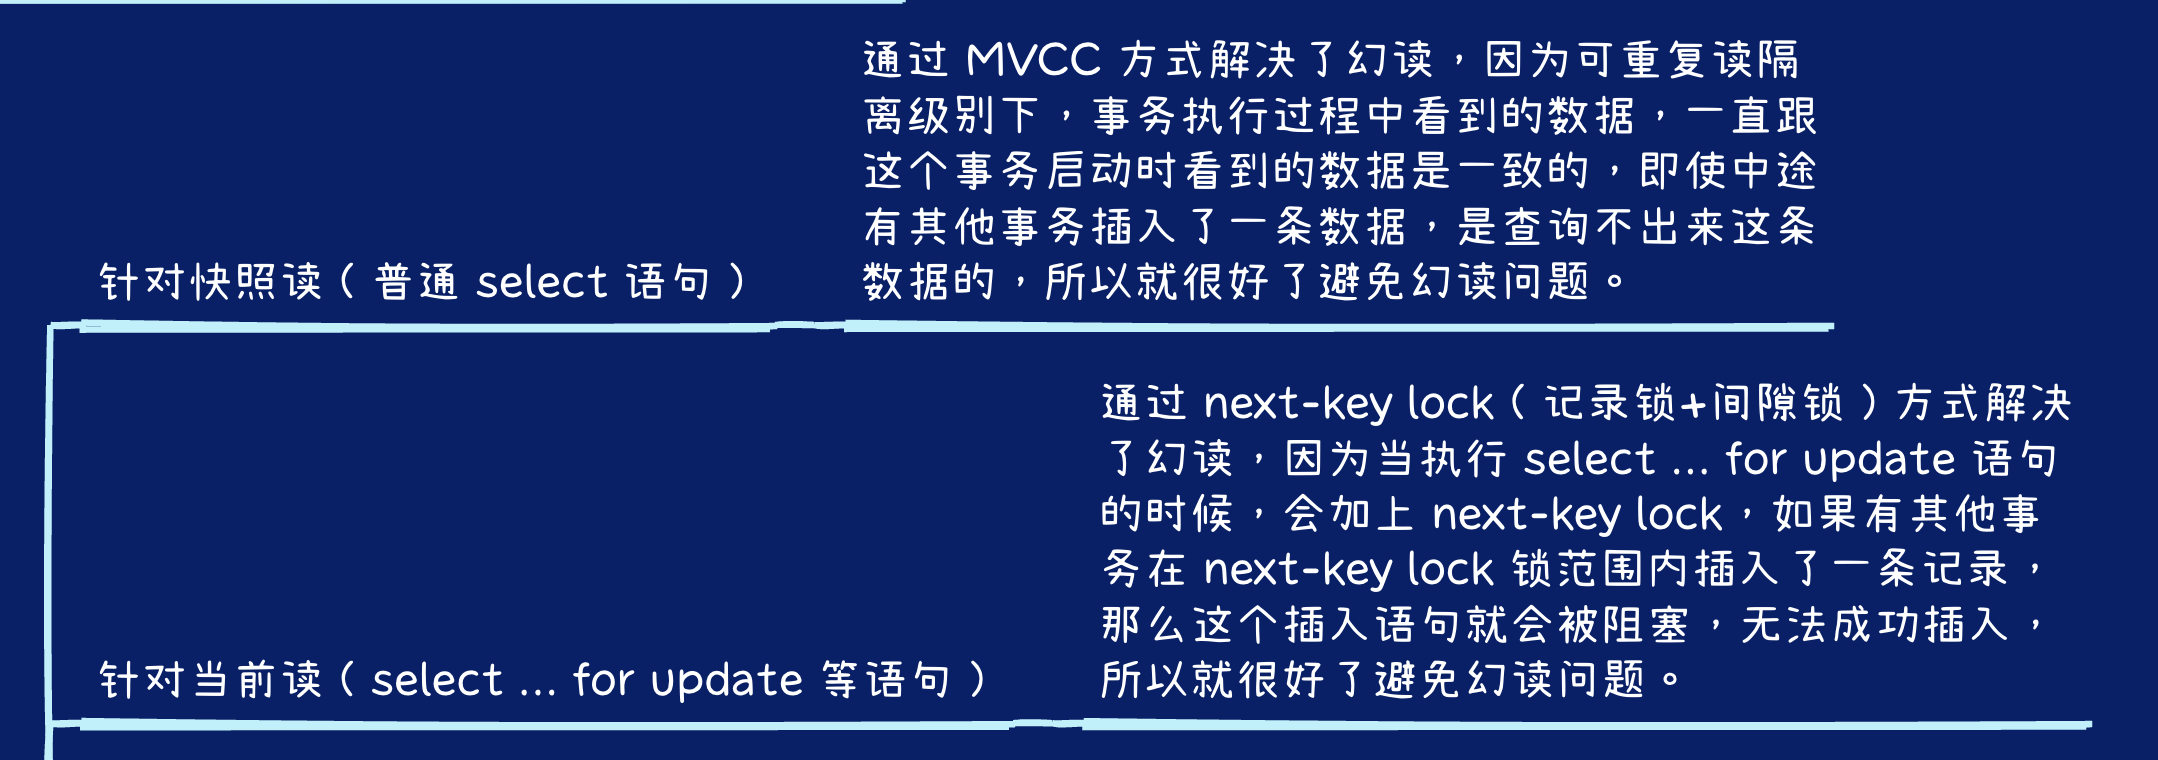 通过 MVCC 方式解决了幻读，因为可重复读隔
离级别下，事务执行过程中看到的数据，一直跟
这个事务启动时看到的数据是一致的，即使中途
有其他事务插入了一条数据，是查询不出来这条
数据的，所以就很好了避免幻读问题。
针对快照读（普通 select 语句）
通过 next-key lock（记录锁+间隙锁）方式解决
了幻读，因为当执行 select ... for update 语句
的时候，会加上 next-key lock，如果有其他事
务在 next-key lock 锁范围内插入了一条记录，
那么这个插入语句就会被阻塞，无法成功插入，
所以就很好了避免幻读问题。
针对当前读（select ... for update 等语句）